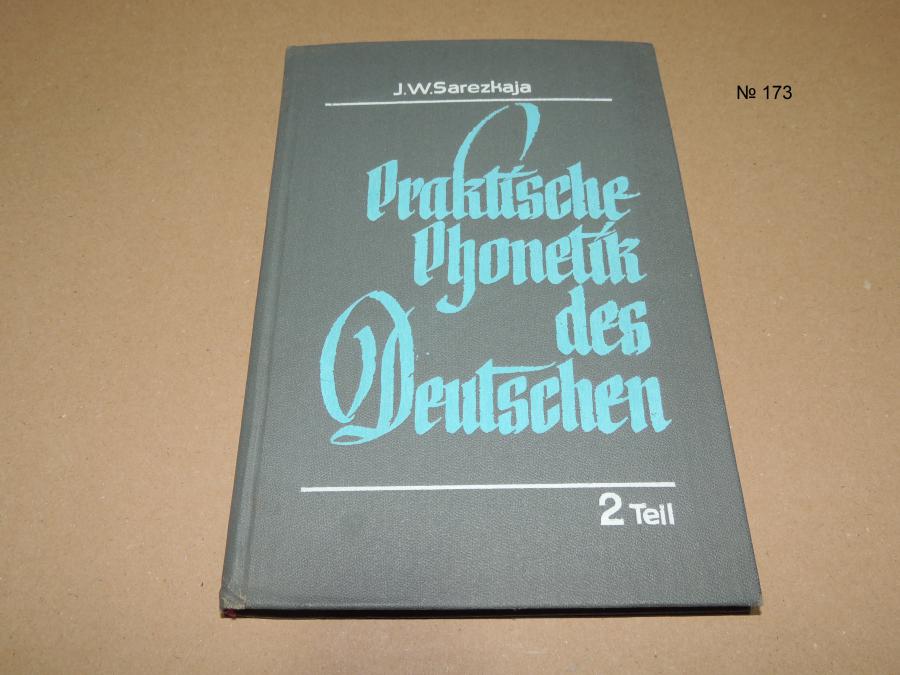 J.W.Sarezkaja
№ 173
Praktische
Phonetik
des
Deutschen
2 Teil